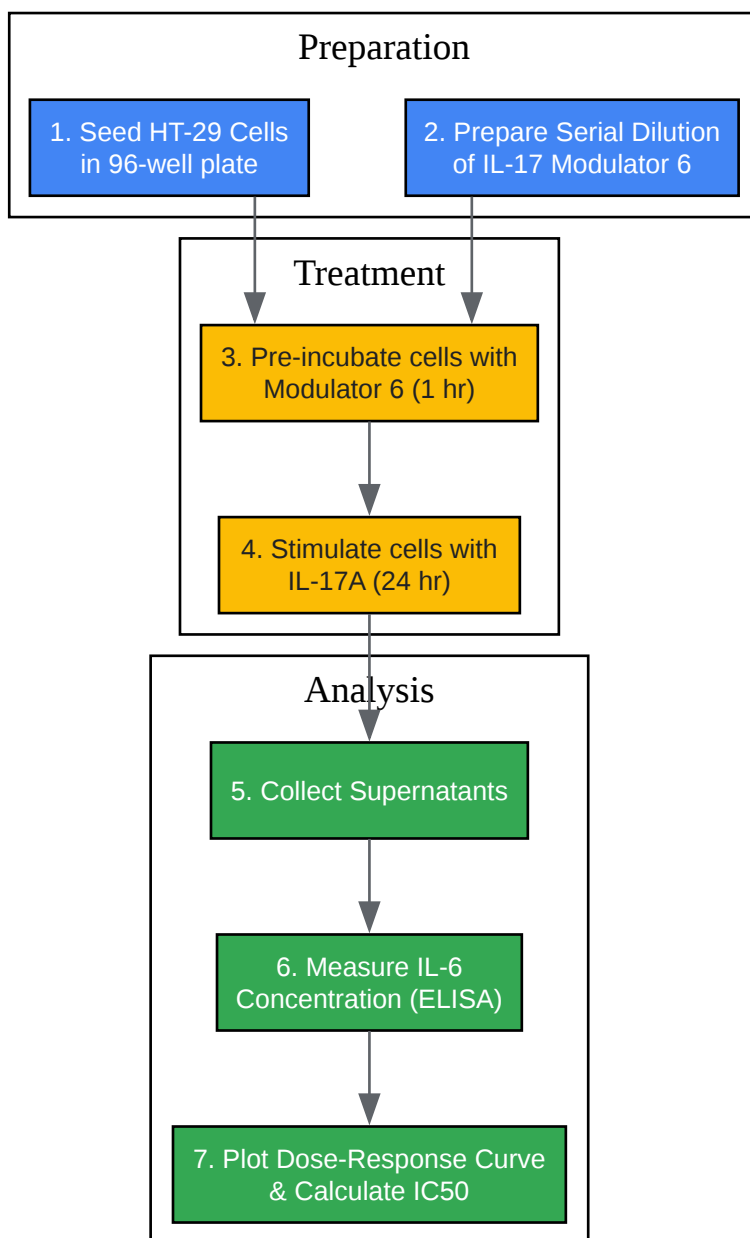 Preparation
1. Seed HT-29 Cells
in 96-well plate
2. Prepare Serial Dilution
of IL-17 Modulator 6
Treatment
3. Pre-incubate cells with
Modulator 6 (1 hr)
4. Stimulate cells with
IL-17A (24 hr)
Analysis
5. Collect Supernatants
6. Measure IL-6
Concentration (ELISA)
7. Plot Dose-Response Curve
& Calculate IC50